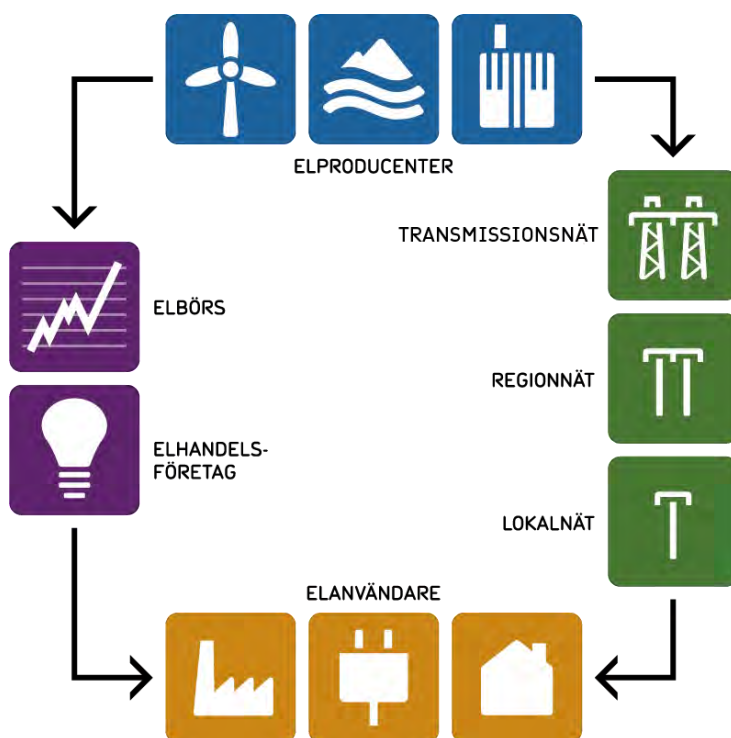 ELPRODUCENTER
TRANSMISSIONSNÄT
ELBÖRS
REGIONNÄT
ELHANDELS-
FÖRETAG
LOKALNÄT
ELANVÄNDARE